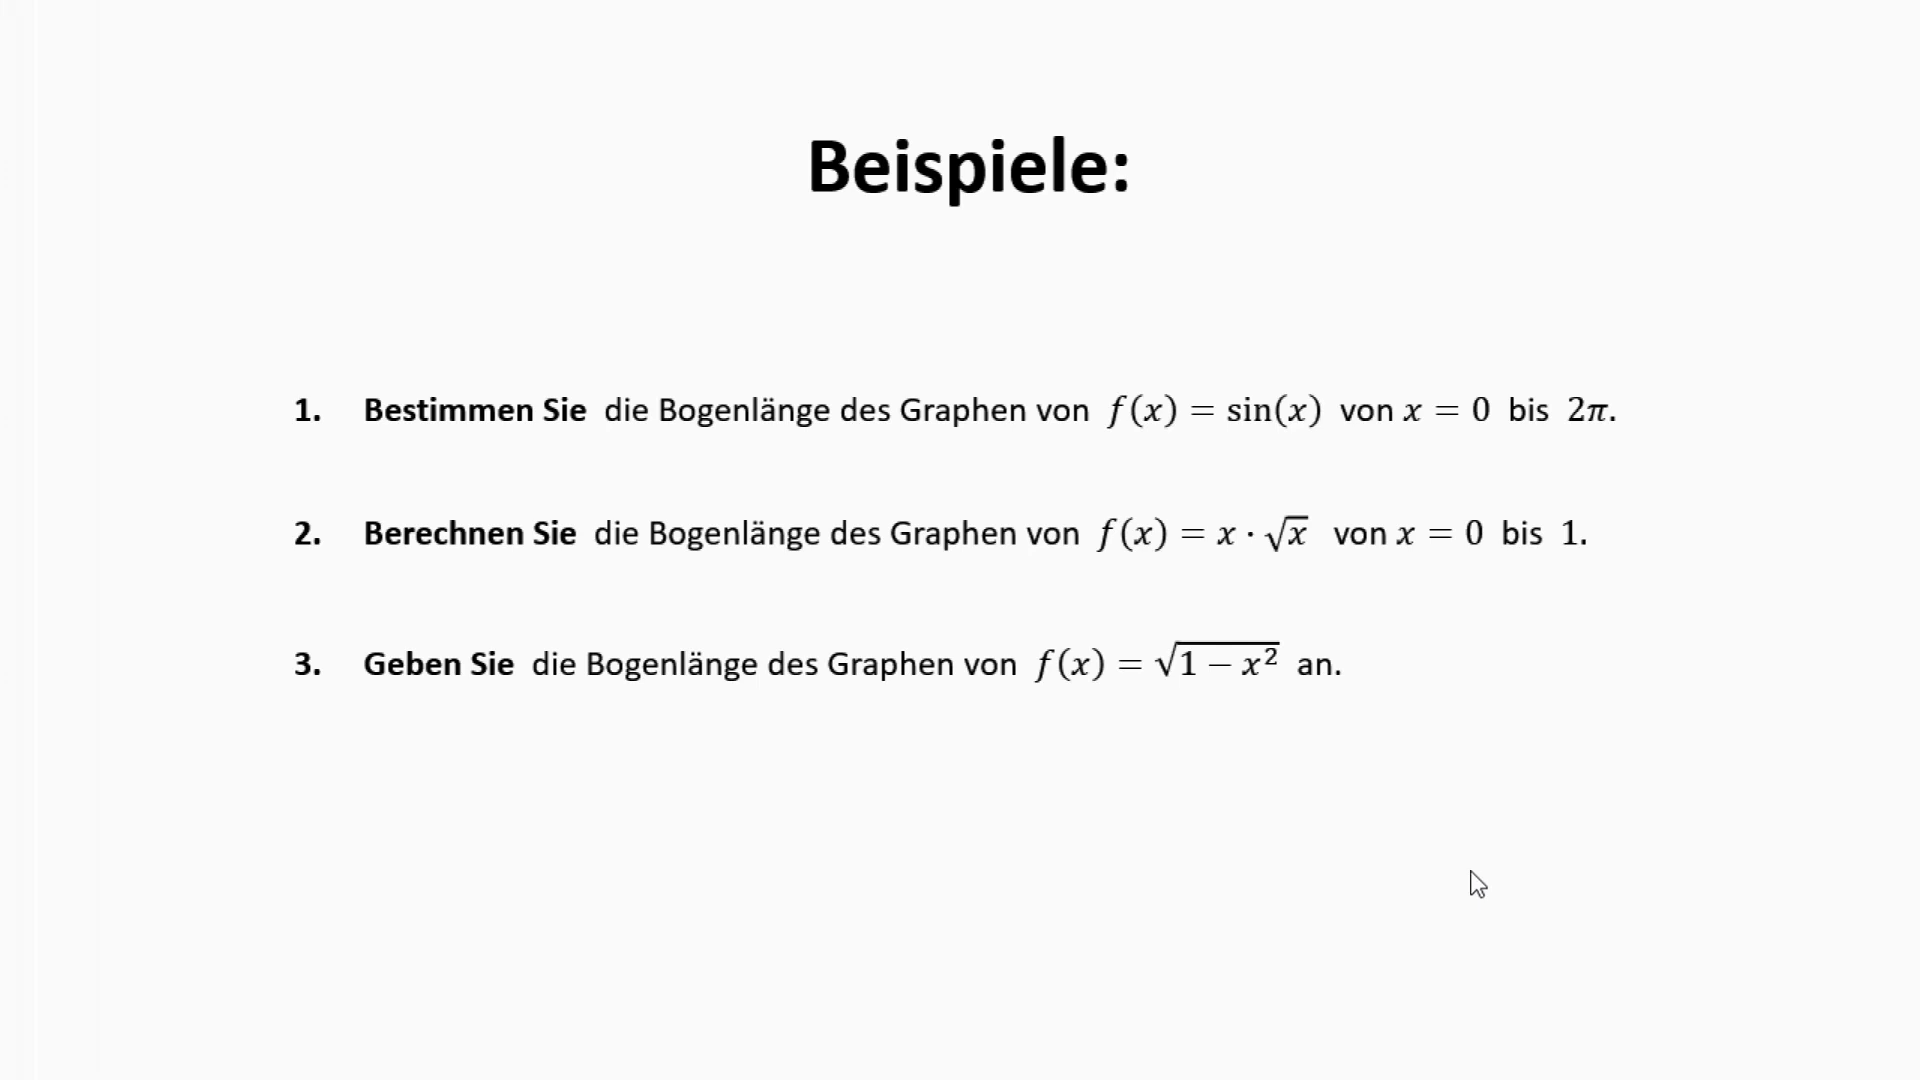 Beispiele:
1. Bestimmen Sie die Bogenlänge des Graphen von f(x) = sin(x) von x = 0 bis 2π.
2. Berechnen Sie die Bogenlänge des Graphen von f(x) = x · √x von x = 0 bis 1.
3. Geben Sie die Bogenlänge des Graphen von f(x) = √(1 − x²) an.